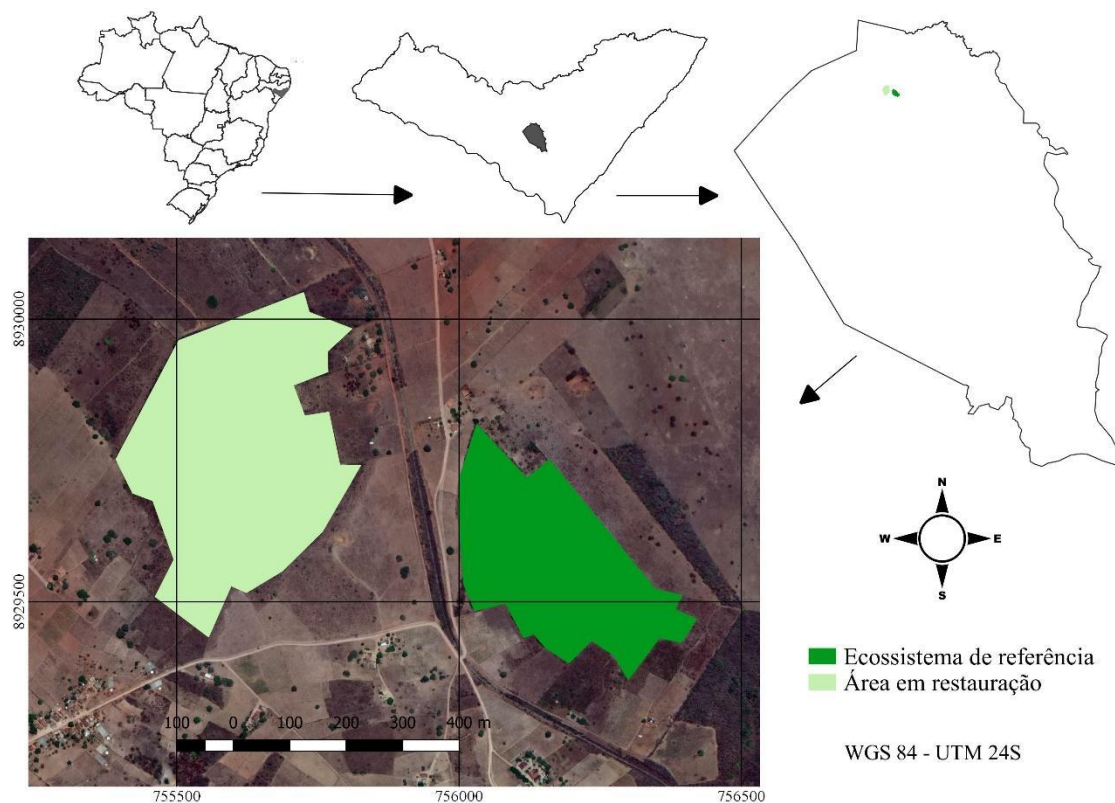 8930000
8929500
100 0 100 200 300 400 m
755500 756000 756500
N
W E
S
Ecossistema de referência
Área em restauração
WGS 84 - UTM 24S